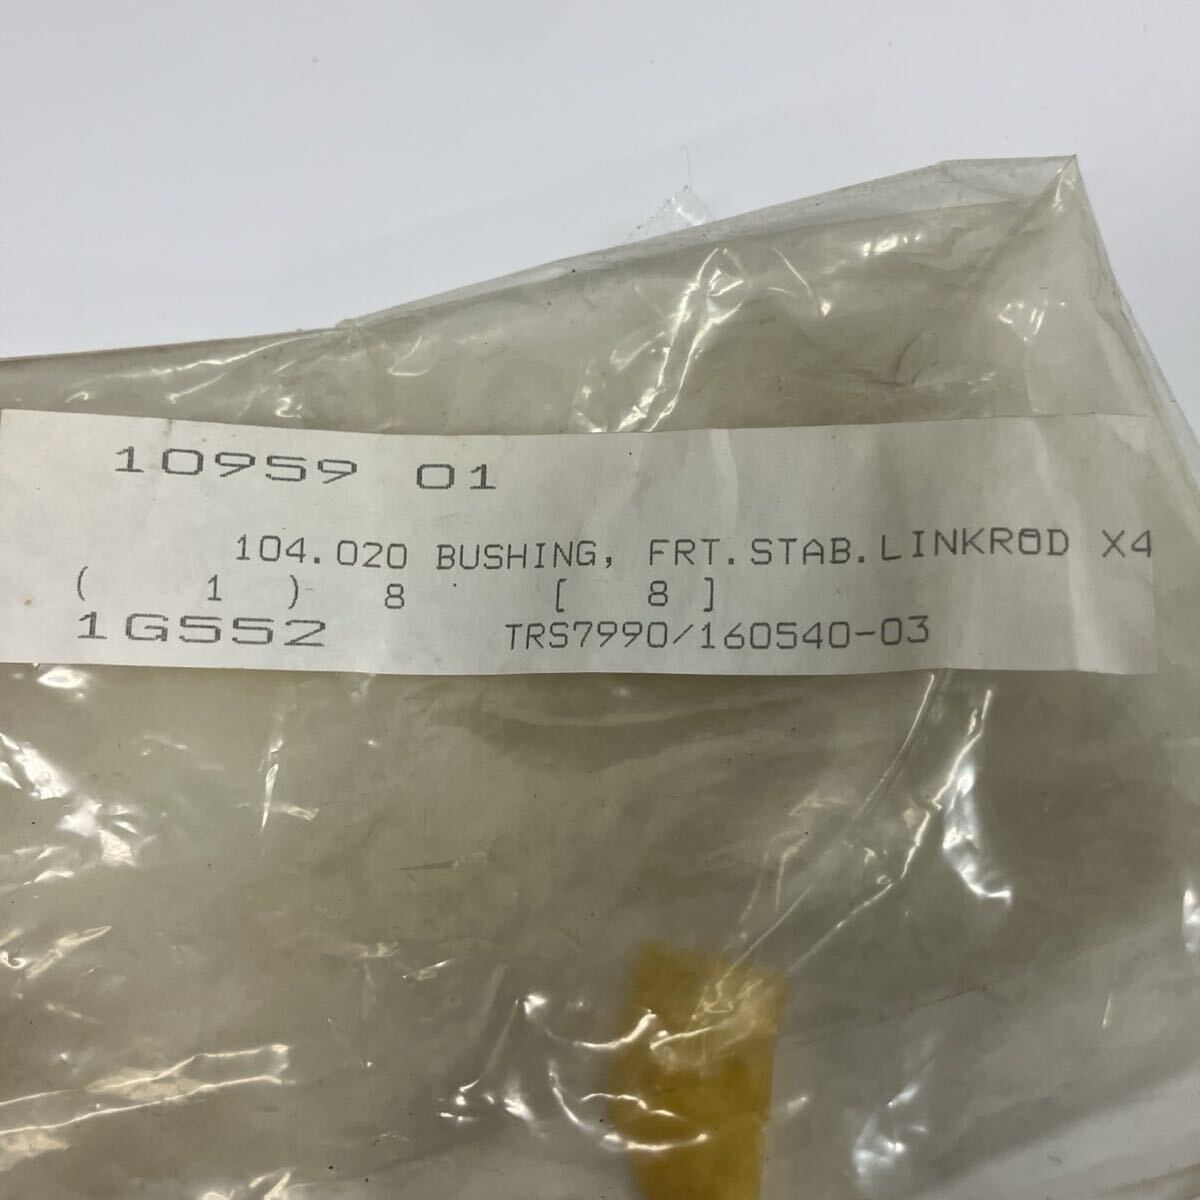 10959 01
104.020 BUSHING, FRT.STAB.LINKROD X4
( 1 ) 8 [ 8 ]
1G552 TRS7990/160540-03